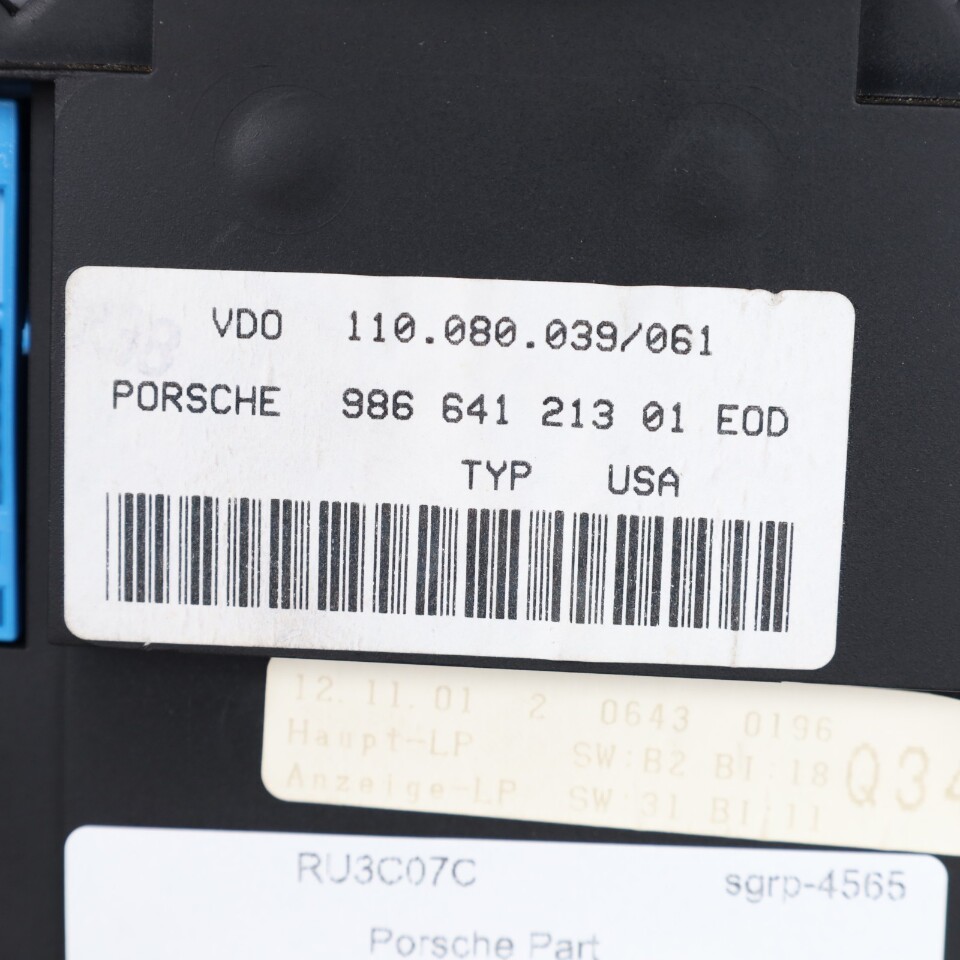 VDO 110.080.039/061
PORSCHE 986 641 213 01 EOD
TYP USA
12.11.01 2 0643 0196
Haupt-LP SW:B2 BI:18
Q34
Anzeige-LP SW:31 BI:11
RU3C07C sgrp-4565
Porsche Part